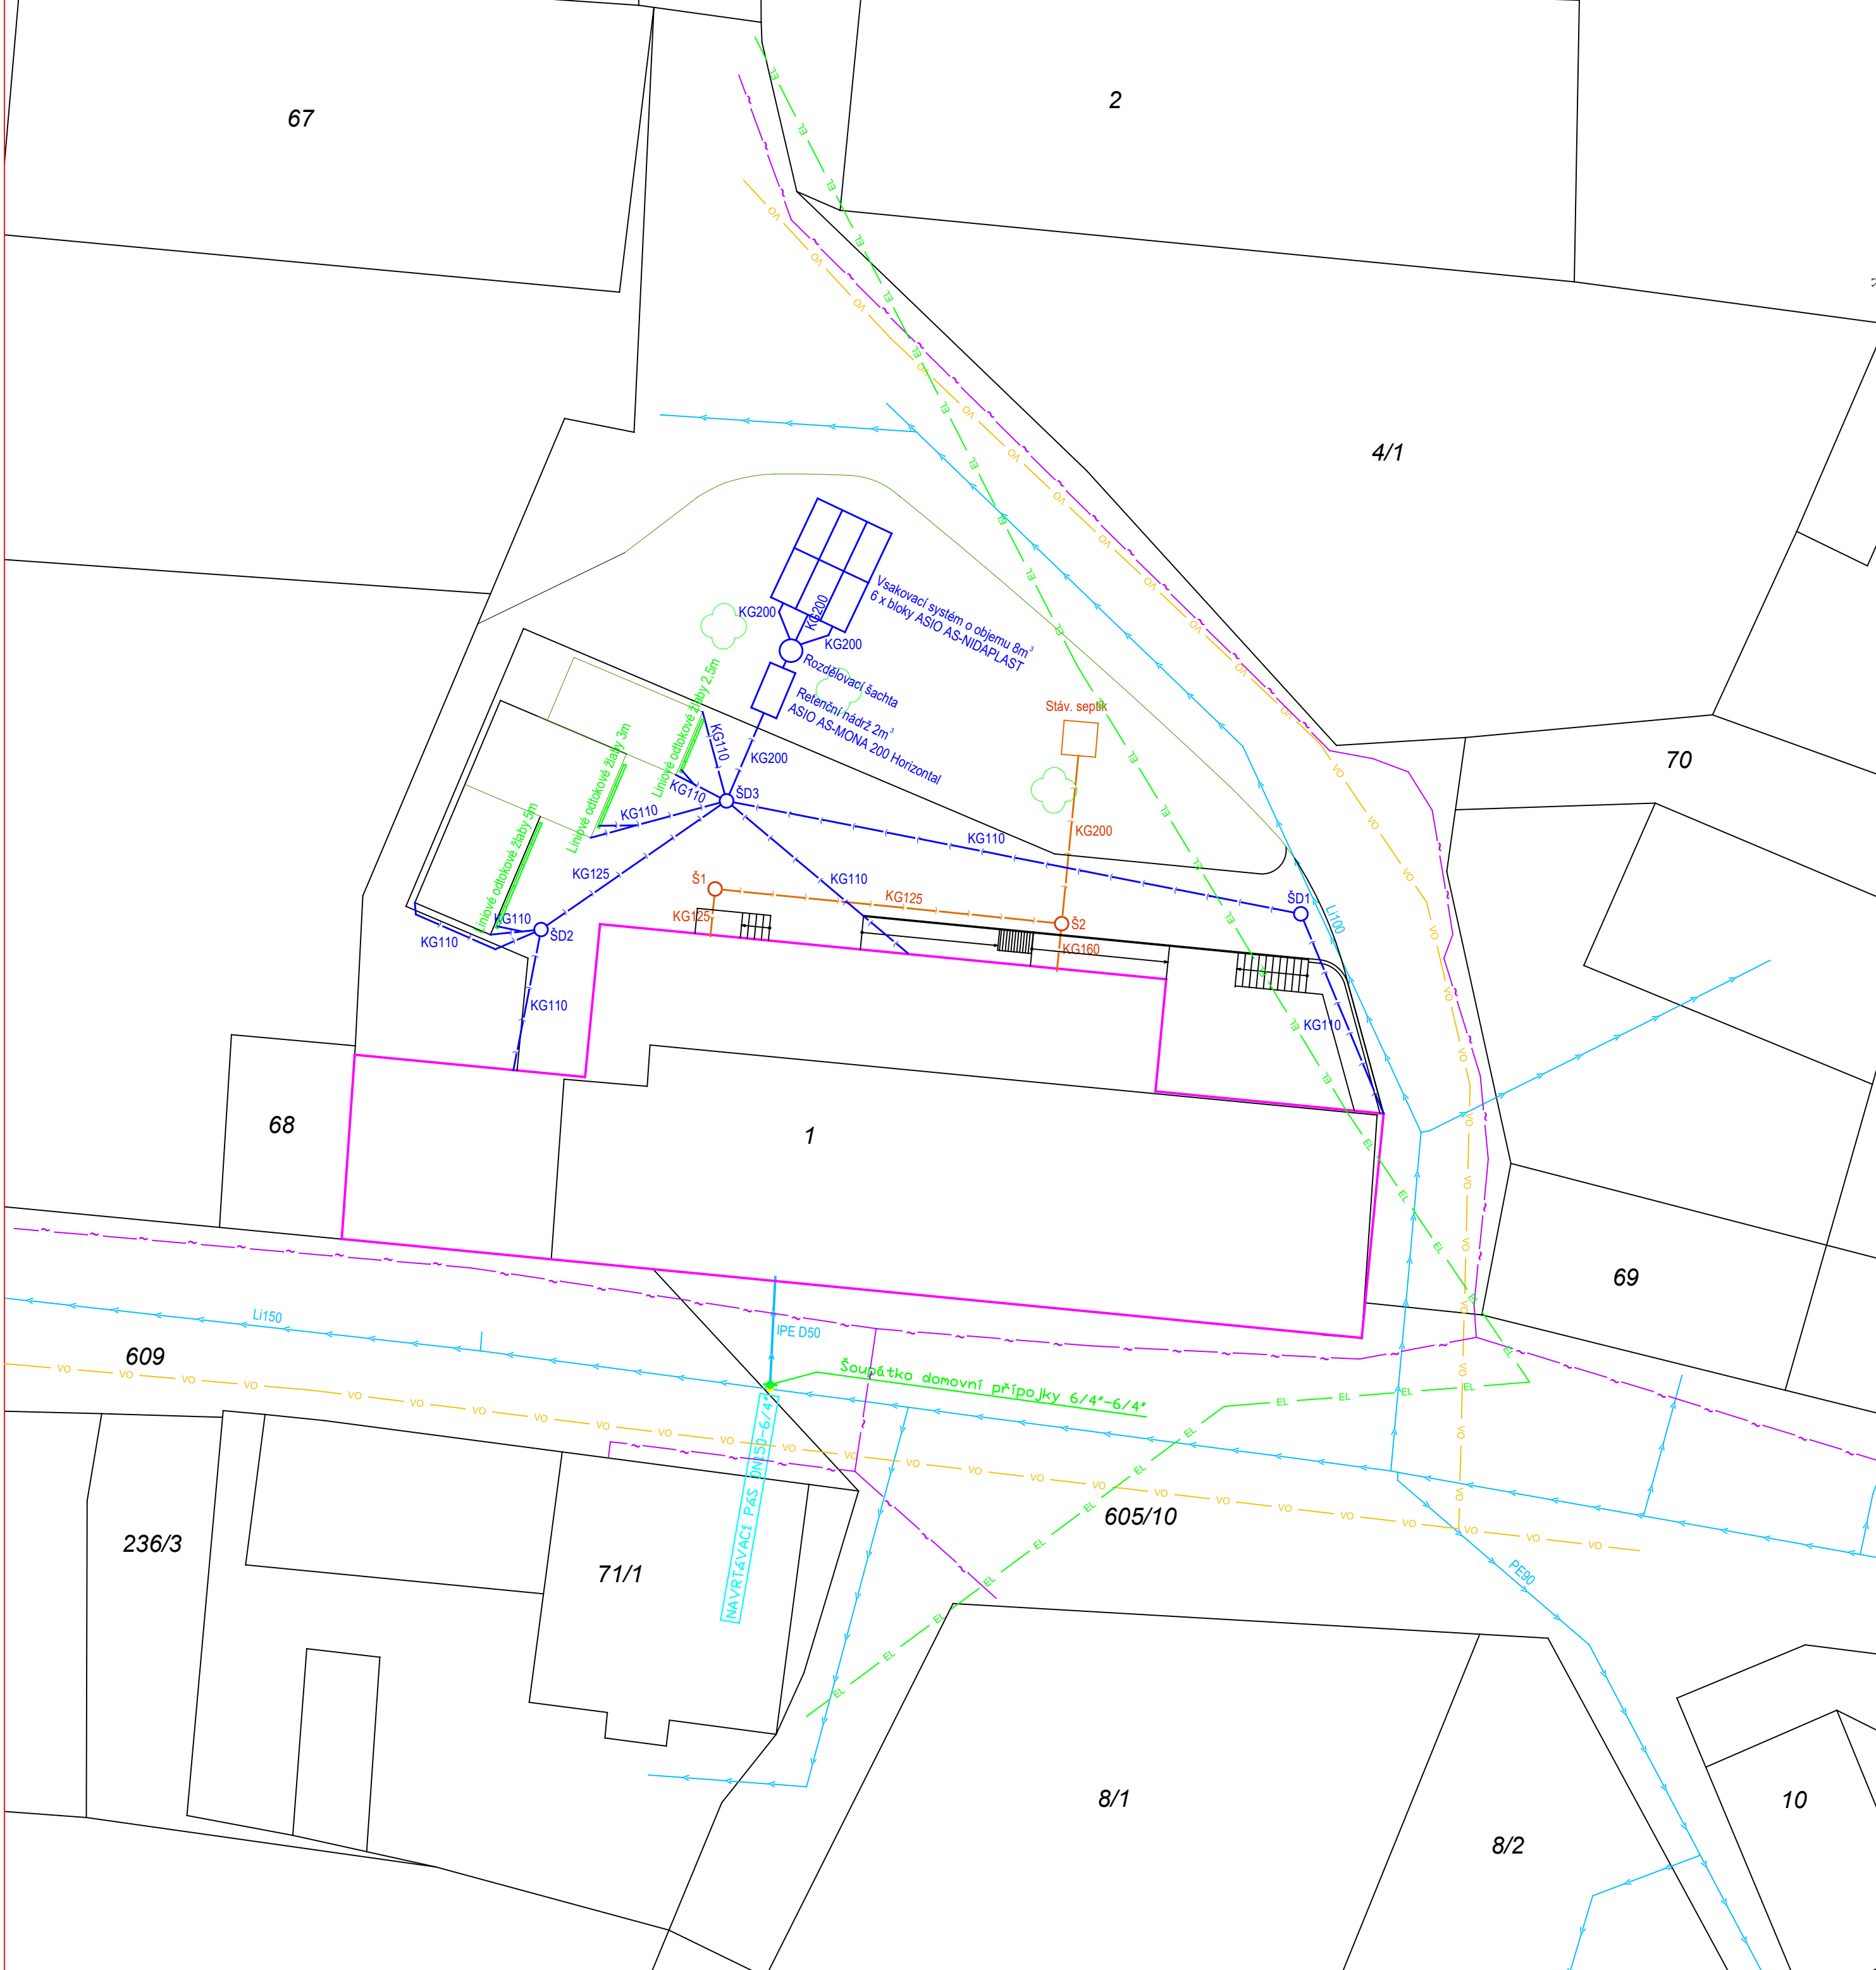 67
2
4/1
70
69
68
1
609
605/10
236/3
71/1
8/1
8/2
10
EL
VO
Vsakovací systém o objemu 8m³
6 x bloky ASIO AS-NIDAPLAST
KG200
KG200
KG200
Rozdělovací šachta
Retenční nádrž 2m³
ASIO AS-MONA 200 Horizontal
Liniové odtokové žlaby 2,5m
Liniové odtokové žlaby 3m
Liniové odtokové žlaby 5m
KG110
KG200
KG110
ŠD3
KG110
KG110
KG125
KG110
KG110
KG110
ŠD2
KG110
Stáv. septik
KG200
Š1
KG125
KG125
Š2
KG160
ŠD1
KG110
Li100
Li150
IPE D50
Šoupátko domovní přípojky 6/4"-6/4"
NAVRTÁVACÍ PÁS DN150-6/4"
PE90